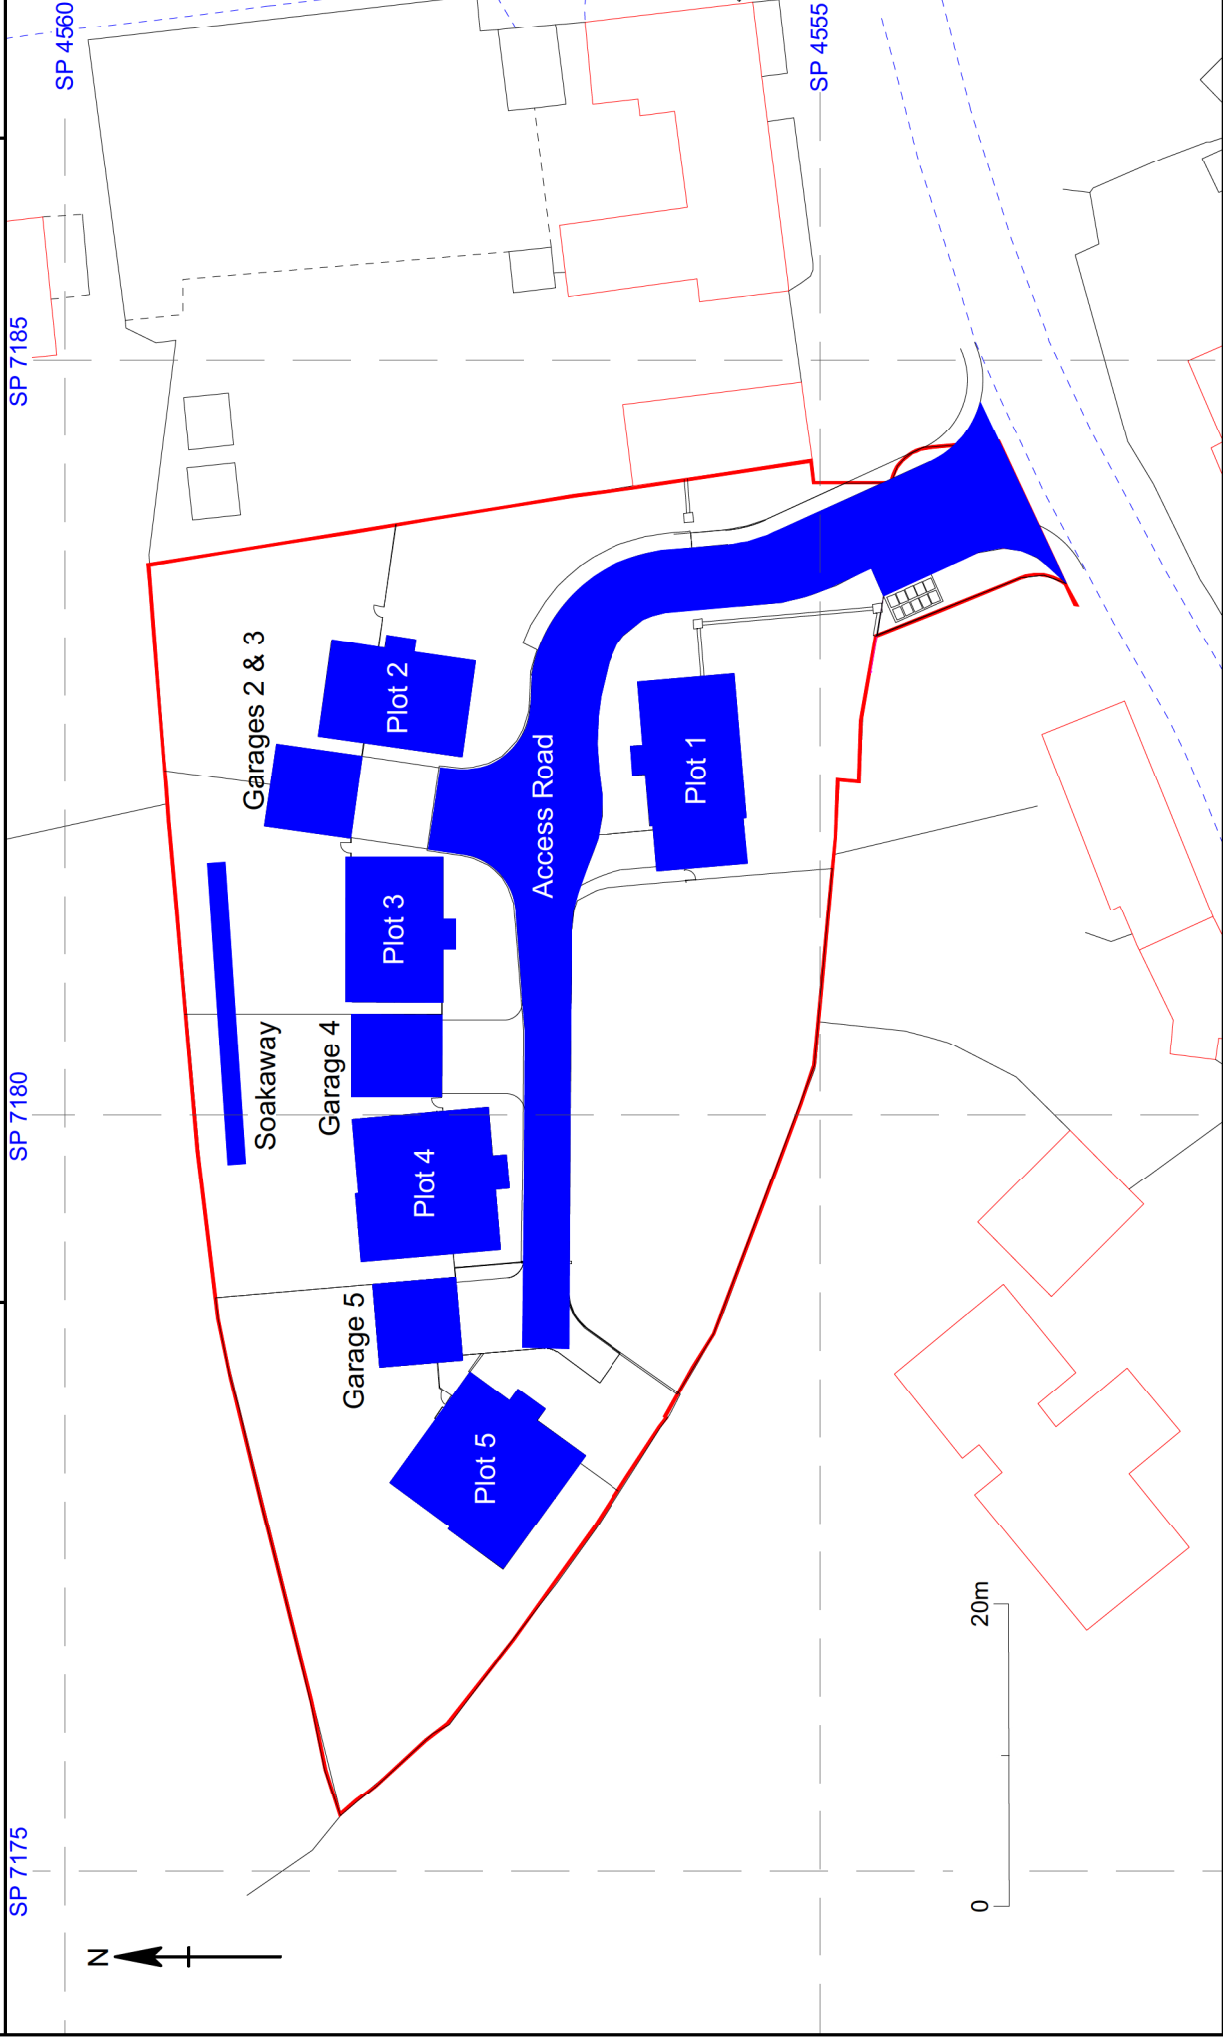 SP 7175
SP 7180
SP 7185
SP 4560
SP 4555
N
Garages 2 & 3
Soakaway
Garage 4
Garage 5
Plot 2
Plot 3
Plot 4
Plot 5
Access Road
Plot 1
0
20m